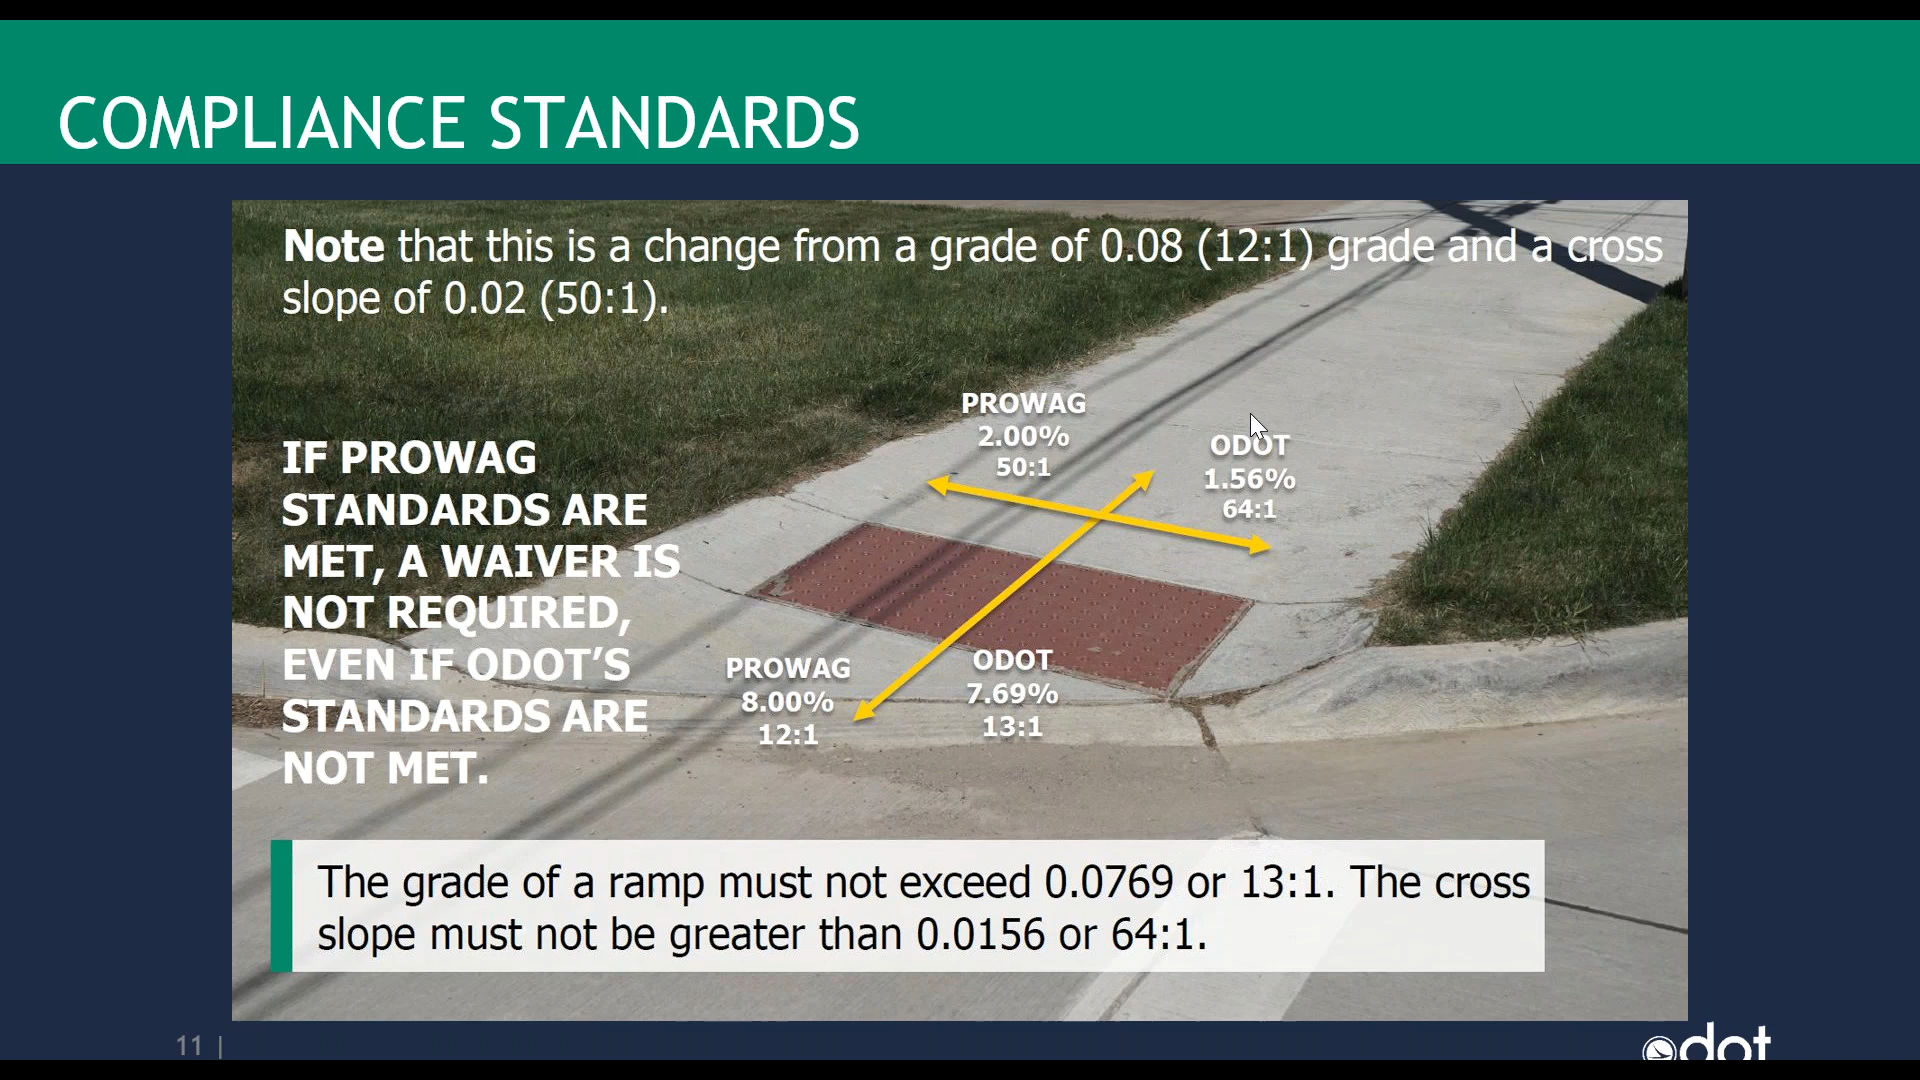 COMPLIANCE STANDARDS
Note that this is a change from a grade of 0.08 (12:1) grade and a cross
slope of 0.02 (50:1).
IF PROWAG
STANDARDS ARE
MET, A WAIVER IS
NOT REQUIRED,
EVEN IF ODOT'S
STANDARDS ARE
NOT MET.
PROWAG
2.00%
50:1
ODOT
1.56%
64:1
PROWAG
8.00%
12:1
ODOT
7.69%
13:1
The grade of a ramp must not exceed 0.0769 or 13:1. The cross
slope must not be greater than 0.0156 or 64:1.
11 |
odot